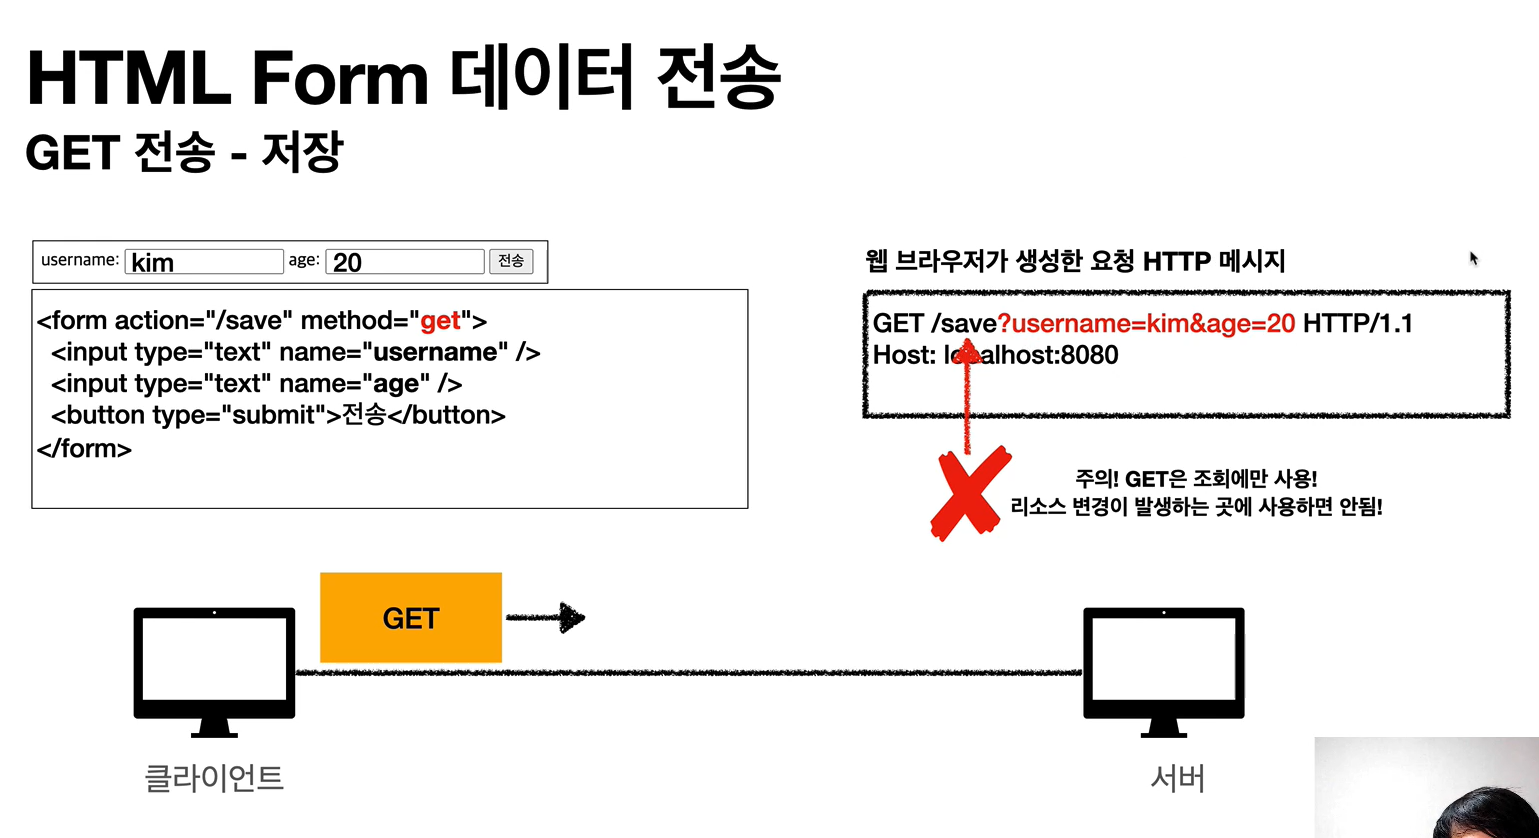 HTML Form 데이터 전송
GET 전송 - 저장
username: kim age: 20 전송
<form action="/save" method="get">
<input type="text" name="username" />
<input type="text" name="age" />
<button type="submit">전송</button>
</form>
웹 브라우저가 생성한 요청 HTTP 메시지
GET /save?username=kim&age=20 HTTP/1.1
Host: localhost:8080
주의! GET은 조회에만 사용!
리소스 변경이 발생하는 곳에 사용하면 안됨!
GET
클라이언트
서버